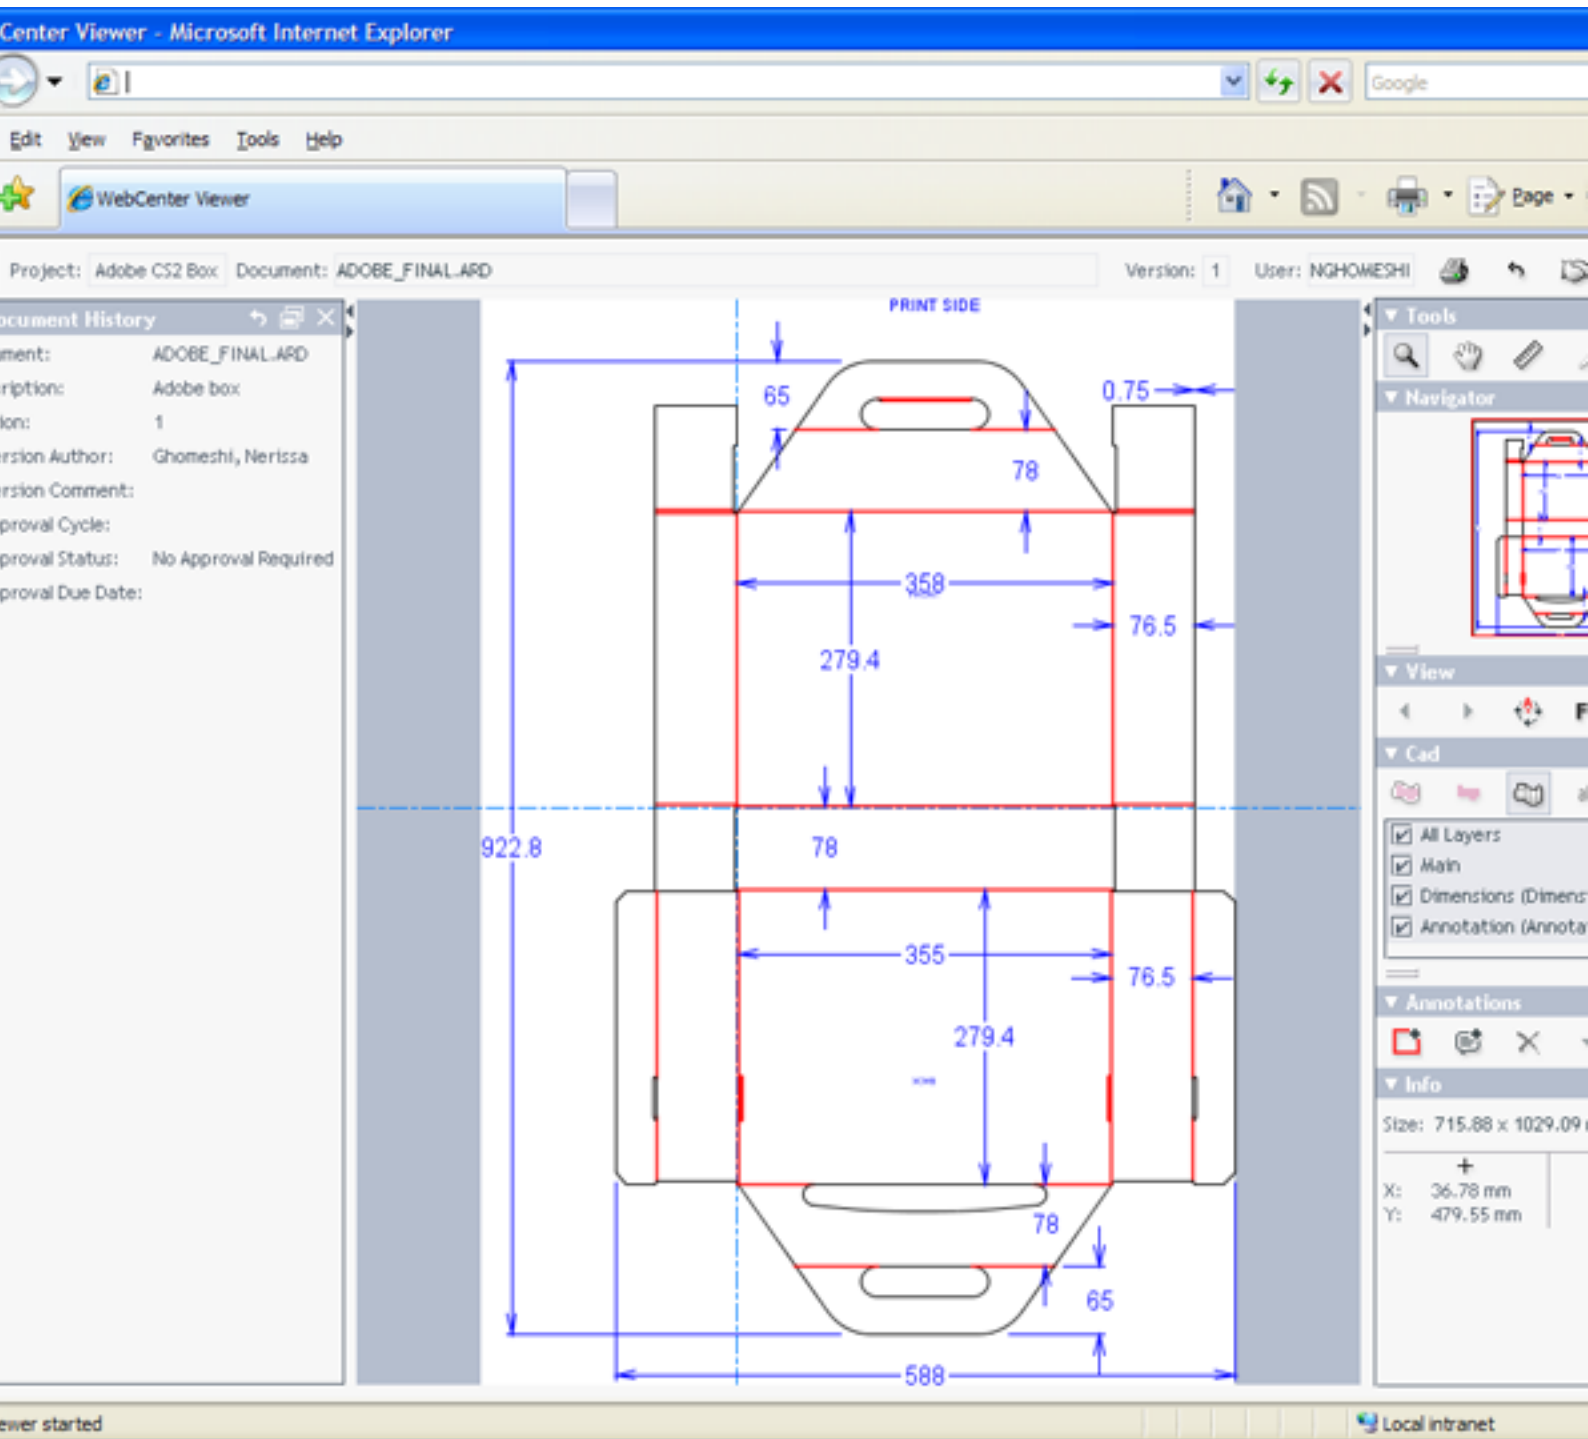 Center Viewer - Microsoft Internet Explorer
Google
Edit View Favorites Tools Help
WebCenter Viewer
Page
Project: Adobe CS2 Box Document: ADOBE_FINAL.ARD Version: 1 User: NGHOMESHI
ocument History
ment: ADOBE_FINAL.ARD
ription: Adobe box
ion: 1
rsion Author: Ghomeshi, Nerissa
rsion Comment:
proval Cycle:
proval Status: No Approval Required
proval Due Date:
PRINT SIDE
65
0.75
78
358
76.5
279.4
922.8
78
355
76.5
279.4
78
65
588
Tools
Navigator
View
F
Cad
All Layers
Main
Dimensions (Dimens
Annotation (Annota
Annotations
Info
Size: 715.88 x 1029.09
X: 36.78 mm
Y: 479.55 mm
ewer started
Local intranet